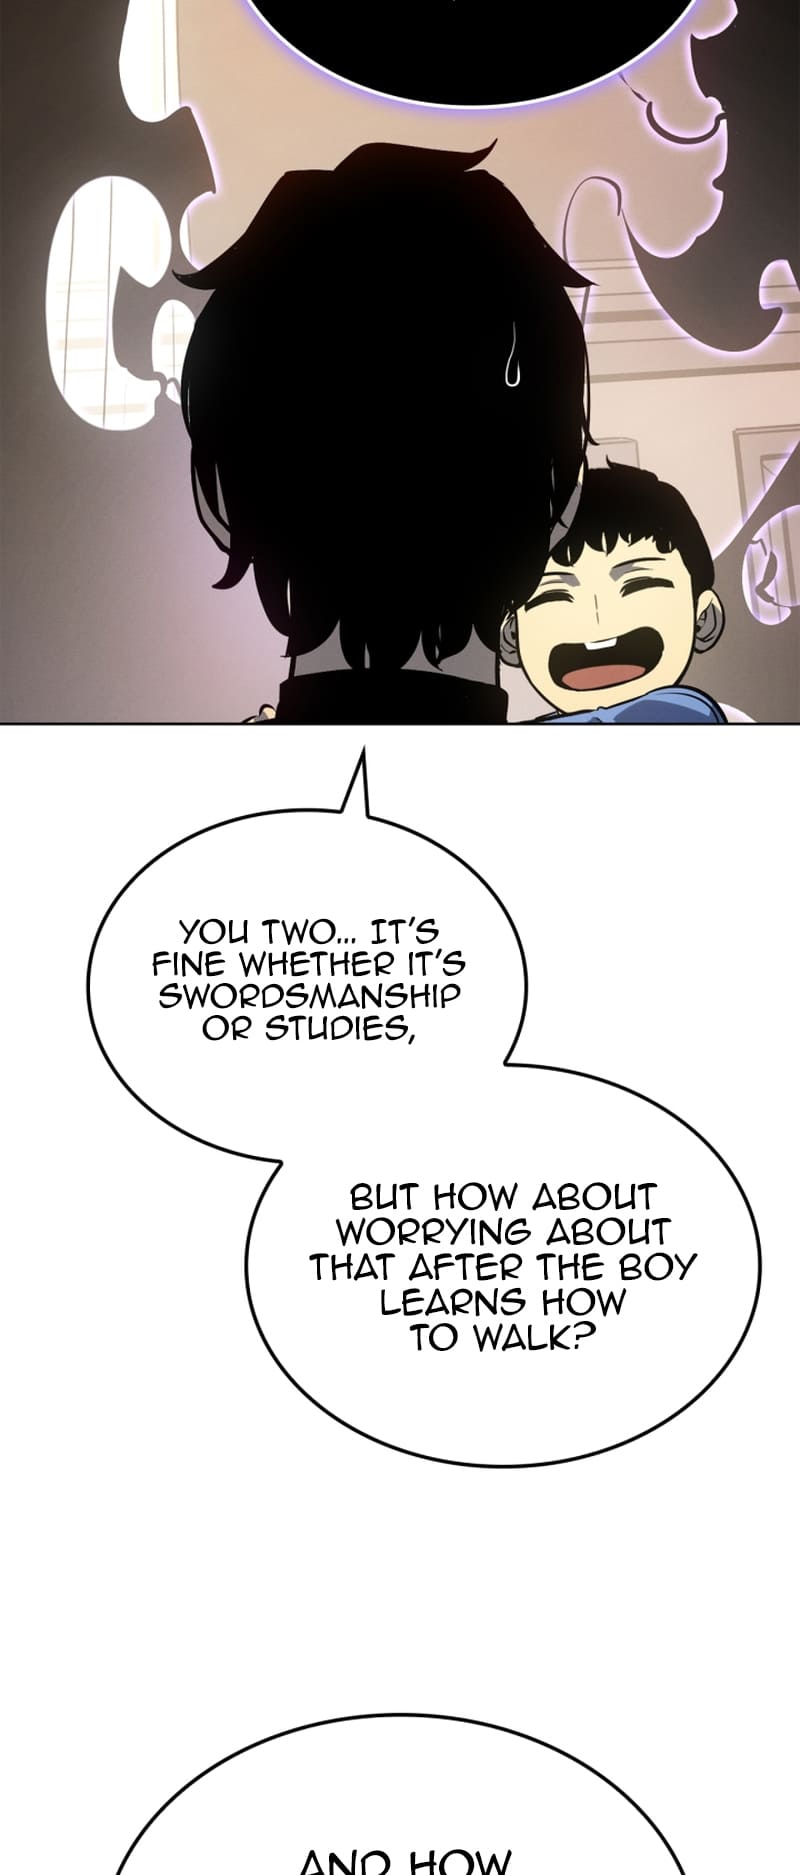 YOU TWO... IT'S
FINE WHETHER IT'S
SWORDSMANSHIP
OR STUDIES,
BUT HOW ABOUT
WORRYING ABOUT
THAT AFTER THE BOY
LEARNS HOW
TO WALK?
AND HOW